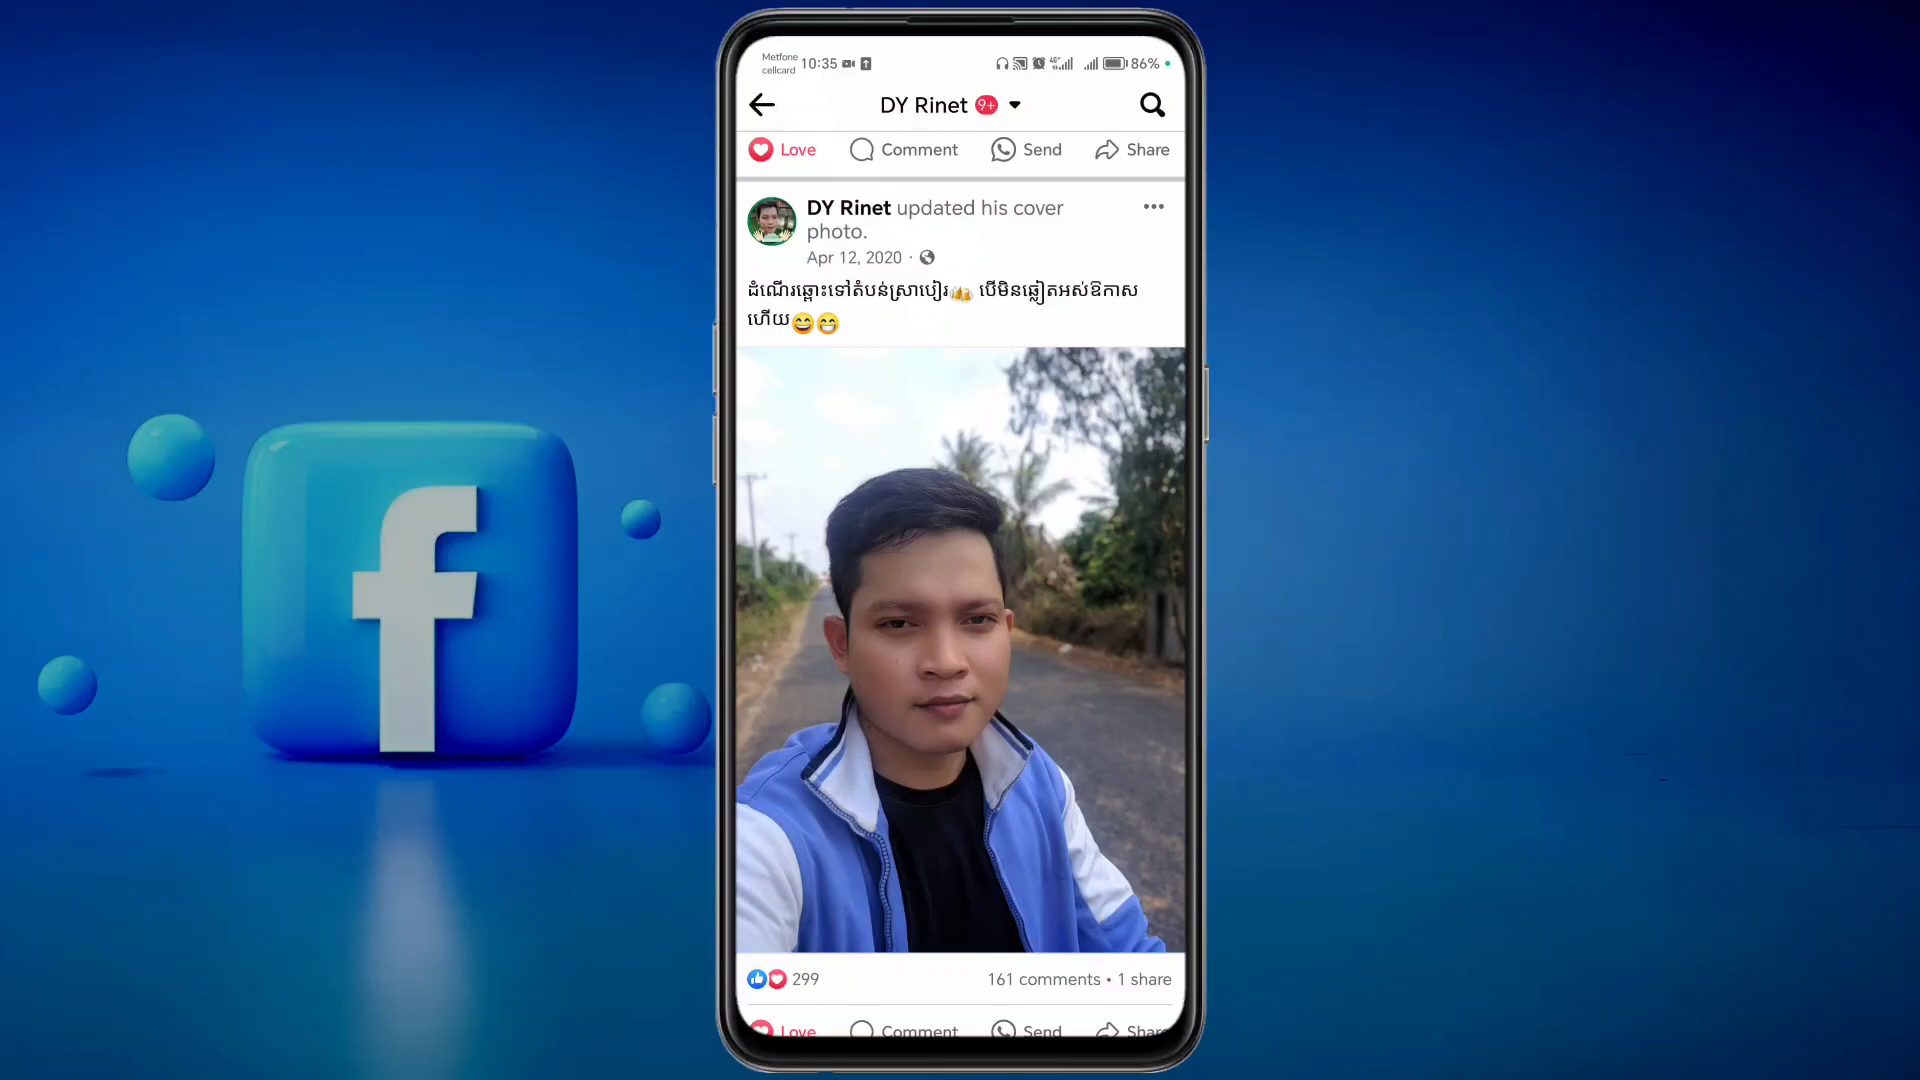 Metfone
cellcard
10:35
4G+
86%
DY Rinet 9+
Love Comment Send Share
DY Rinet updated his cover
photo.
Apr 12, 2020 ·
ដំណើរឆ្ពោះទៅតំបន់ស្រាបៀរ🍻 បើមិនឆ្លៀតអស់ឱកាស
ហើយ😄😁
f
299
161 comments • 1 share
Love Comment Send Share